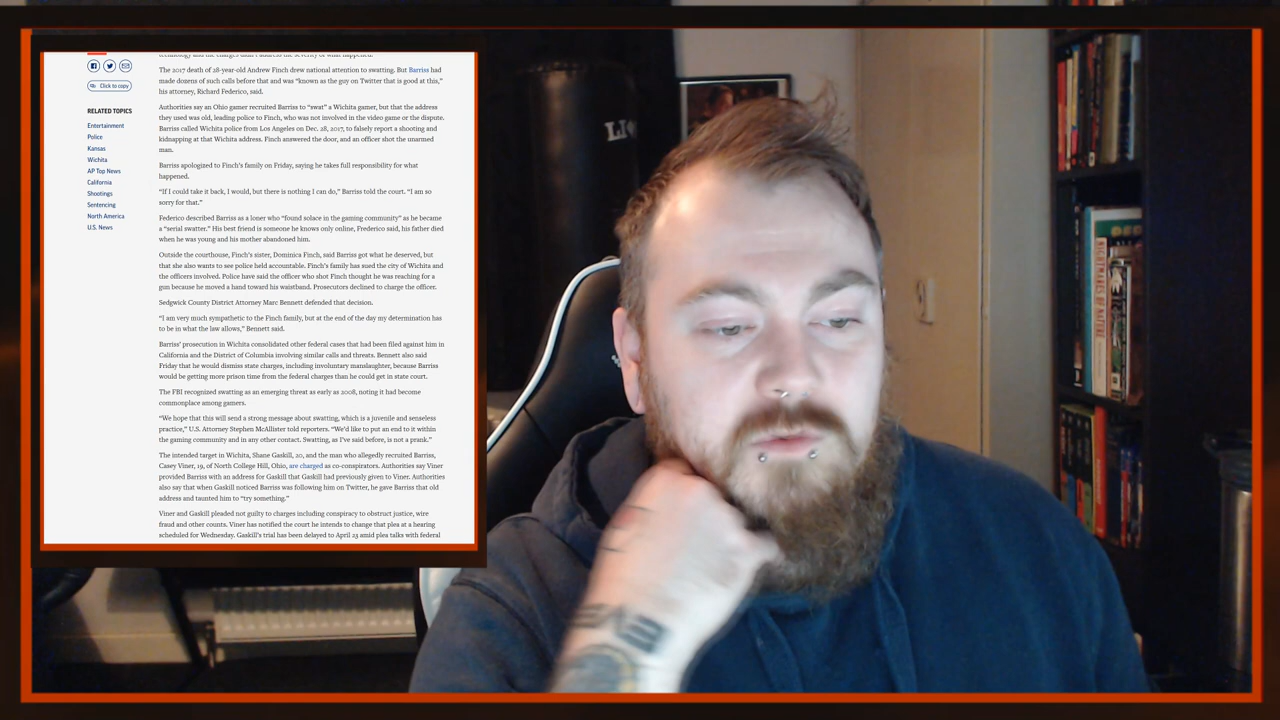 technology and the charges didn't address the severity of what happened.
Click to copy
RELATED TOPICS
Entertainment
Police
Kansas
Wichita
AP Top News
California
Shootings
Sentencing
North America
U.S. News
The 2017 death of 28-year-old Andrew Finch drew national attention to swatting. But Barriss had
made dozens of such calls before that and was “known as the guy on Twitter that is good at this,”
his attorney, Richard Federico, said.
Authorities say an Ohio gamer recruited Barriss to “swat” a Wichita gamer, but that the address
they used was old, leading police to Finch, who was not involved in the video game or the dispute.
Barriss called Wichita police from Los Angeles on Dec. 28, 2017, to falsely report a shooting and
kidnapping at that Wichita address. Finch answered the door, and an officer shot the unarmed
man.
Barriss apologized to Finch’s family on Friday, saying he takes full responsibility for what
happened.
“If I could take it back, I would, but there is nothing I can do,” Barriss told the court. “I am so
sorry for that.”
Federico described Barriss as a loner who “found solace in the gaming community” as he became
a “serial swatter.” His best friend is someone he knows only online, Frederico said, his father died
when he was young and his mother abandoned him.
Outside the courthouse, Finch’s sister, Dominica Finch, said Barriss got what he deserved, but
that she also wants to see police held accountable. Finch’s family has sued the city of Wichita and
the officers involved. Police have said the officer who shot Finch thought he was reaching for a
gun because he moved a hand toward his waistband. Prosecutors declined to charge the officer.
Sedgwick County District Attorney Marc Bennett defended that decision.
“I am very much sympathetic to the Finch family, but at the end of the day my determination has
to be in what the law allows,” Bennett said.
Barriss’ prosecution in Wichita consolidated other federal cases that had been filed against him in
California and the District of Columbia involving similar calls and threats. Bennett also said
Friday that he would dismiss state charges, including involuntary manslaughter, because Barriss
would be getting more prison time from the federal charges than he could get in state court.
The FBI recognized swatting as an emerging threat as early as 2008, noting it had become
commonplace among gamers.
“We hope that this will send a strong message about swatting, which is a juvenile and senseless
practice,” U.S. Attorney Stephen McAllister told reporters. “We’d like to put an end to it within
the gaming community and in any other contact. Swatting, as I’ve said before, is not a prank.”
The intended target in Wichita, Shane Gaskill, 20, and the man who allegedly recruited Barriss,
Casey Viner, 19, of North College Hill, Ohio, are charged as co-conspirators. Authorities say Viner
provided Barriss with an address for Gaskill that Gaskill had previously given to Viner. Authorities
also say that when Gaskill noticed Barriss was following him on Twitter, he gave Barriss that old
address and taunted him to “try something.”
Viner and Gaskill pleaded not guilty to charges including conspiracy to obstruct justice, wire
fraud and other counts. Viner has notified the court he intends to change that plea at a hearing
scheduled for Wednesday. Gaskill’s trial has been delayed to April 23 amid plea talks with federal
NIGHTMARES OF NATURE